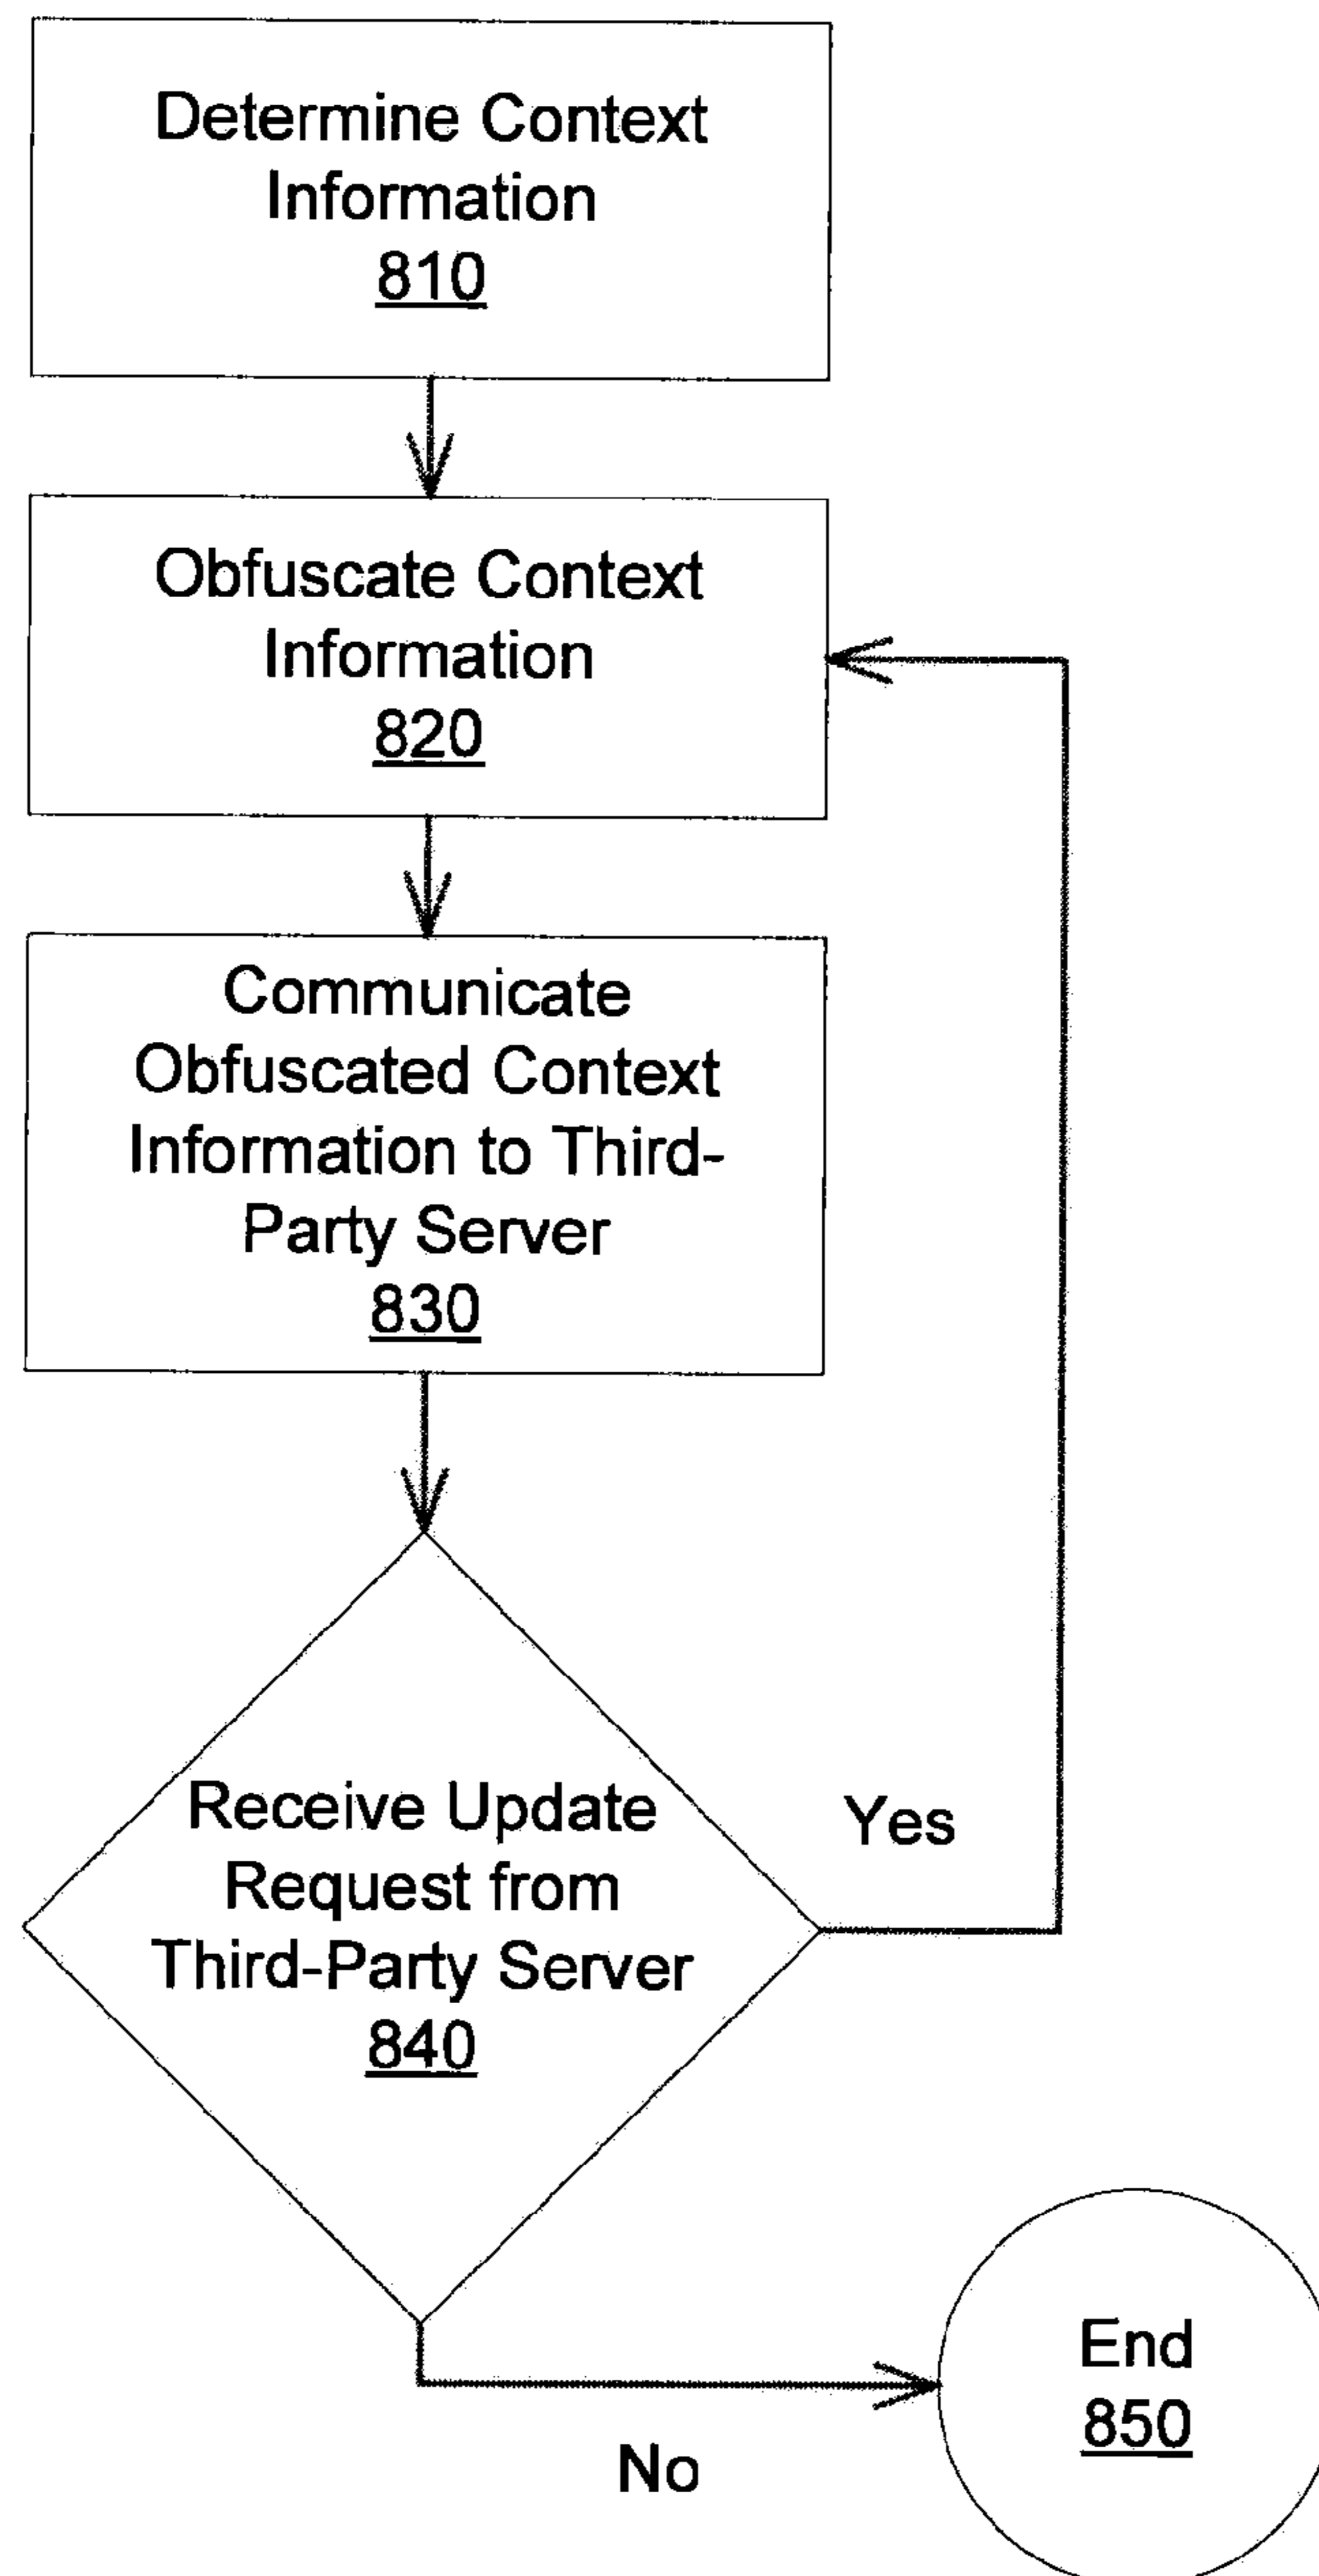 Determine Context
Information
810
Obfuscate Context
Information
820
Communicate
Obfuscated Context
Information to Third-
Party Server
830
Receive Update
Request from
Third-Party Server
840
Yes
End
850
No